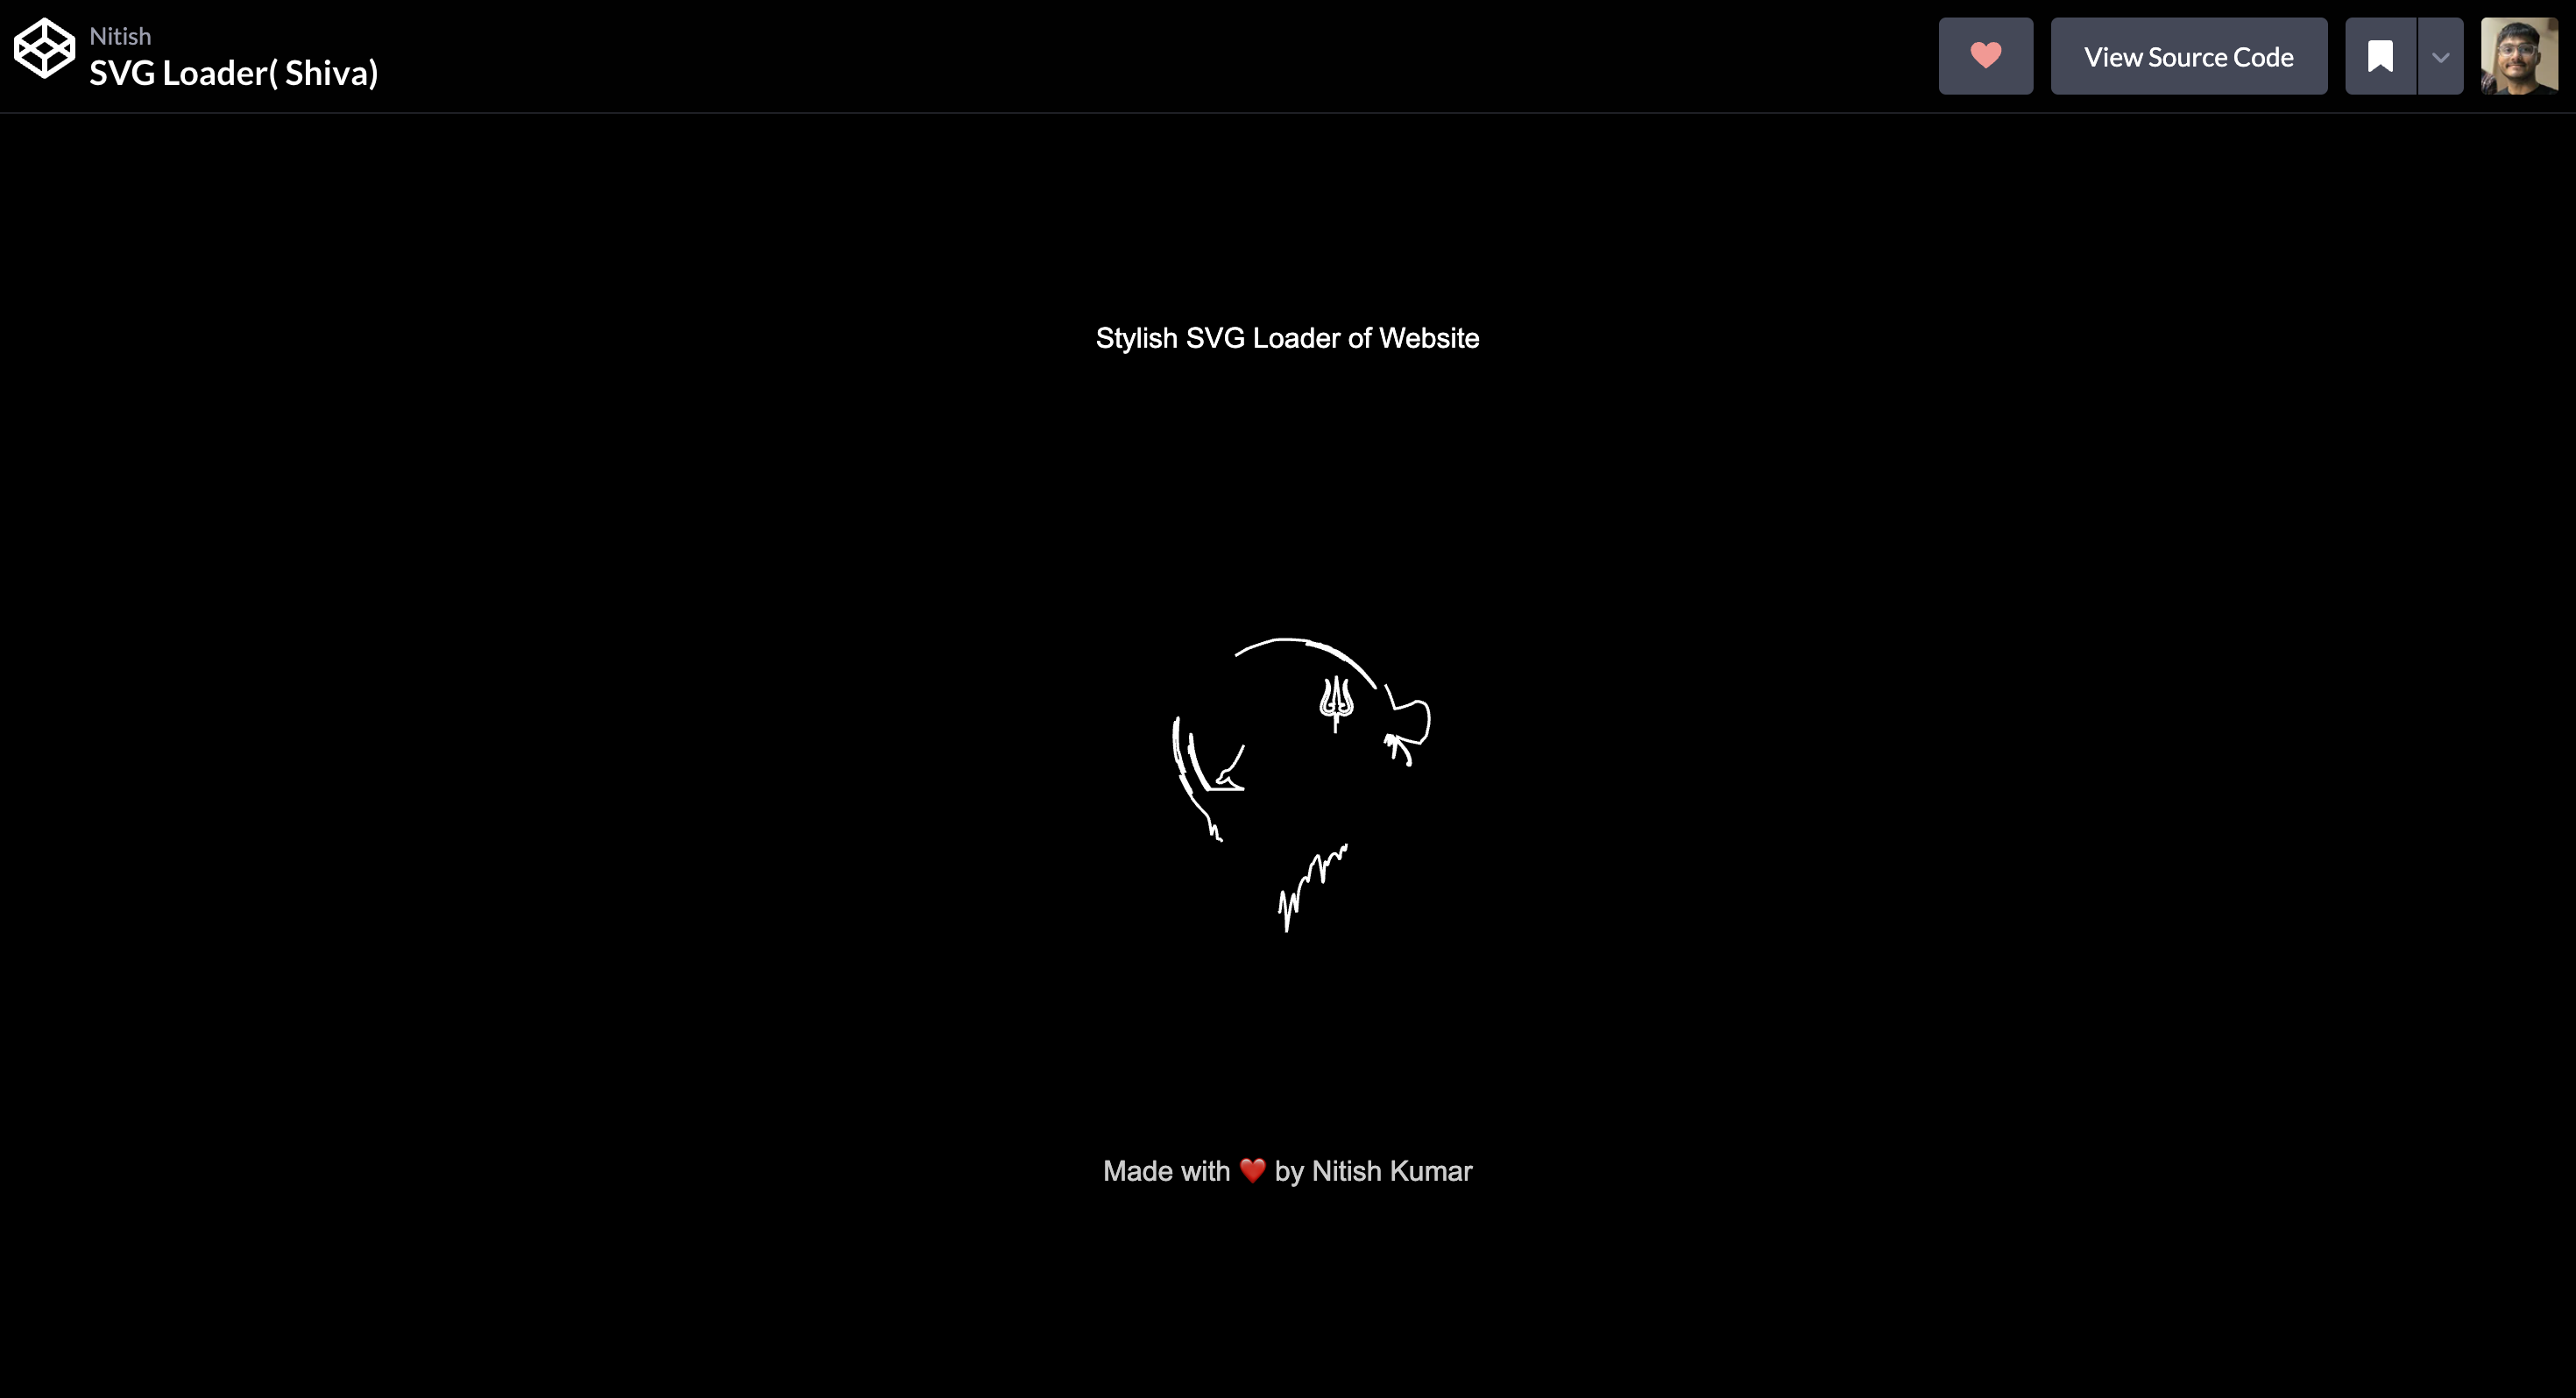 Nitish
SVG Loader( Shiva)
View Source Code
Stylish SVG Loader of Website
Made with ❤️ by Nitish Kumar